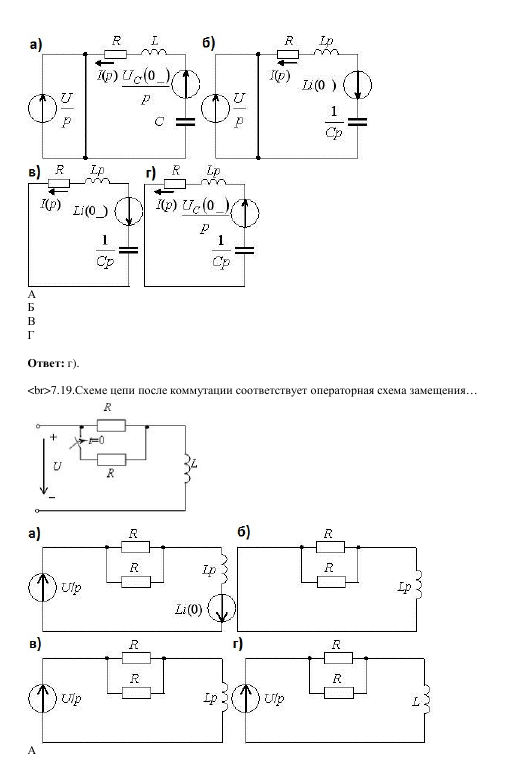 а) R L б) R Lp
I(p) U_C(0_)/p I(p) Li(0_)
U/p C U/p 1/Cp
в) R Lp г) R Lp
I(p) Li(0_) I(p) U_C(0_)/p
1/Cp 1/Cp
А
Б
В
Г
Ответ: г).
<br>7.19.Схеме цепи после коммутации соответствует операторная схема замещения…
R
+ t=0
U R L
–
а) R б) R
R Lp R
U/p Li(0) Lp
в) R г) R
R R
U/p Lp U/p L
А